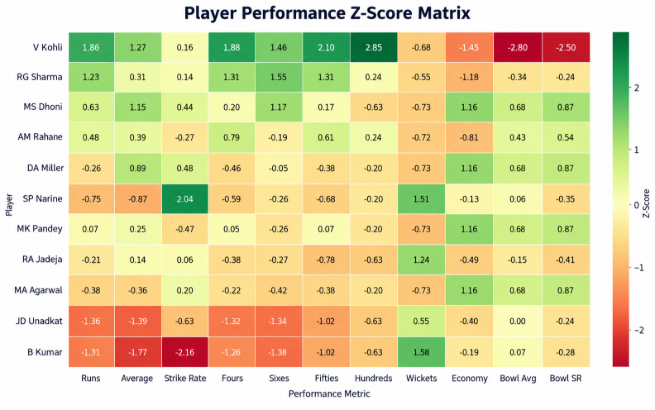 Player Performance Z-Score Matrix
V Kohli 1.86 1.27 0.16 1.88 1.46 2.10 2.85 -0.68 -1.45 -2.80 -2.50
RG Sharma 1.23 0.31 0.14 1.31 1.55 1.31 0.24 -0.55 -1.18 -0.34 -0.24
MS Dhoni 0.63 1.15 0.44 0.20 1.17 0.17 -0.63 -0.73 1.16 0.68 0.87
AM Rahane 0.48 0.39 -0.27 0.79 -0.19 0.61 0.24 -0.72 -0.81 0.43 0.54
DA Miller -0.26 0.89 0.48 -0.46 -0.05 -0.38 -0.20 -0.73 1.16 0.68 0.87
SP Narine -0.75 -0.87 2.04 -0.59 -0.26 -0.68 -0.20 1.51 -0.13 0.06 -0.35
MK Pandey 0.07 0.25 -0.47 0.05 -0.26 0.07 -0.20 -0.73 1.16 0.68 0.87
RA Jadeja -0.21 0.14 0.06 -0.38 -0.27 -0.78 -0.63 1.24 -0.49 -0.15 -0.41
MA Agarwal -0.38 -0.36 0.20 -0.22 -0.42 -0.38 -0.20 -0.73 1.16 0.68 0.87
JD Unadkat -1.36 -1.39 -0.63 -1.32 -1.34 -1.02 -0.63 0.55 -0.40 0.00 -0.24
B Kumar -1.31 -1.77 -2.16 -1.26 -1.38 -1.02 -0.63 1.58 -0.19 0.07 -0.28
Runs Average Strike Rate Fours Sixes Fifties Hundreds Wickets Economy Bowl Avg Bowl SR
Performance Metric
Player
2
1
0
−1
−2
Z-Score